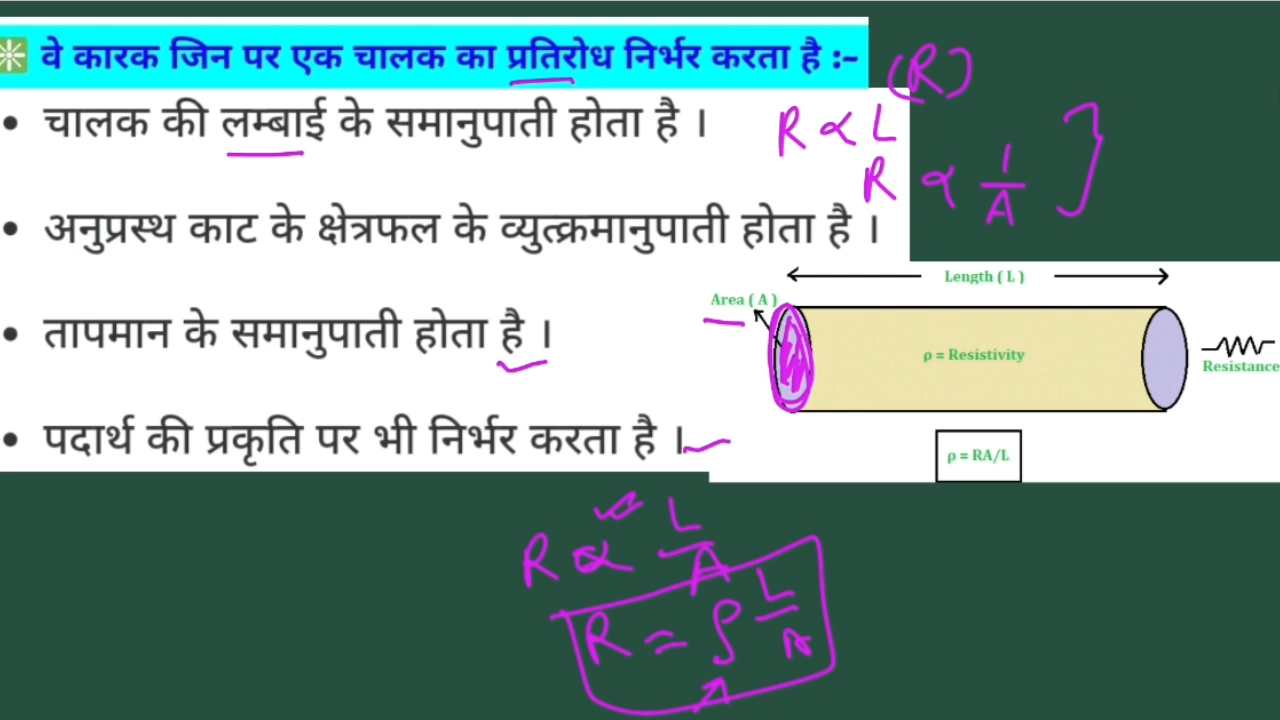 वे कारक जिन पर एक चालक का प्रतिरोध निर्भर करता है :-
(R)
• चालक की लम्बाई के समानुपाती होता है ।
R ∝ L
R ∝ 1/A
• अनुप्रस्थ काट के क्षेत्रफल के व्युत्क्रमानुपाती होता है ।
• तापमान के समानुपाती होता है ।
• पदार्थ की प्रकृति पर भी निर्भर करता है ।
Length ( L )
Area ( A )
ρ = Resistivity
Resistance
ρ = RA/L
R ∝ L/A
R = ρ L/A